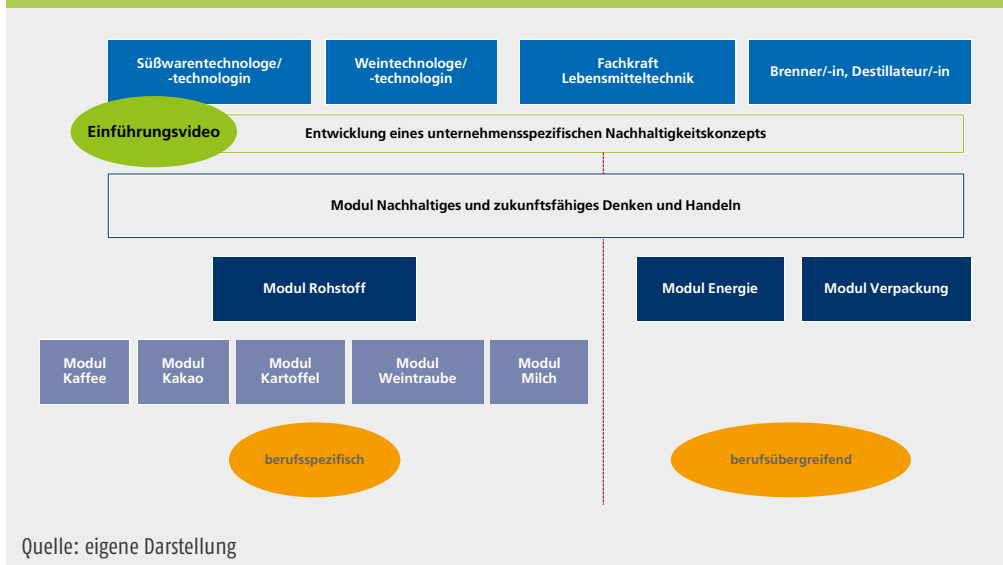 Süßwarentechnologe/
-technologin
Weintechnologe/
-technologin
Fachkraft
Lebensmitteltechnik
Brenner/-in, Destillateur/-in
Einführungsvideo
Entwicklung eines unternehmensspezifischen Nachhaltigkeitskonzepts
Modul Nachhaltiges und zukunftsfähiges Denken und Handeln
Modul Rohstoff
Modul Energie
Modul Verpackung
Modul
Kaffee
Modul
Kakao
Modul
Kartoffel
Modul
Weintraube
Modul
Milch
berufsspezifisch
berufsübergreifend
Quelle: eigene Darstellung